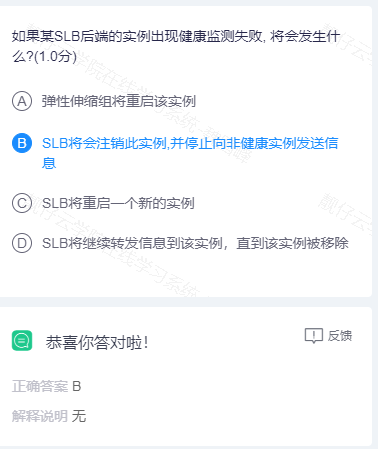 如果某SLB后端的实例出现健康监测失败, 将会发生什
么?(1.0分)
A 弹性伸缩组将重启该实例
B SLB将会注销此实例,并停止向非健康实例发送信
息
C SLB将重启一个新的实例
D SLB将继续转发信息到该实例，直到该实例被移除
恭喜你答对啦！
反馈
正确答案 B
解释说明 无